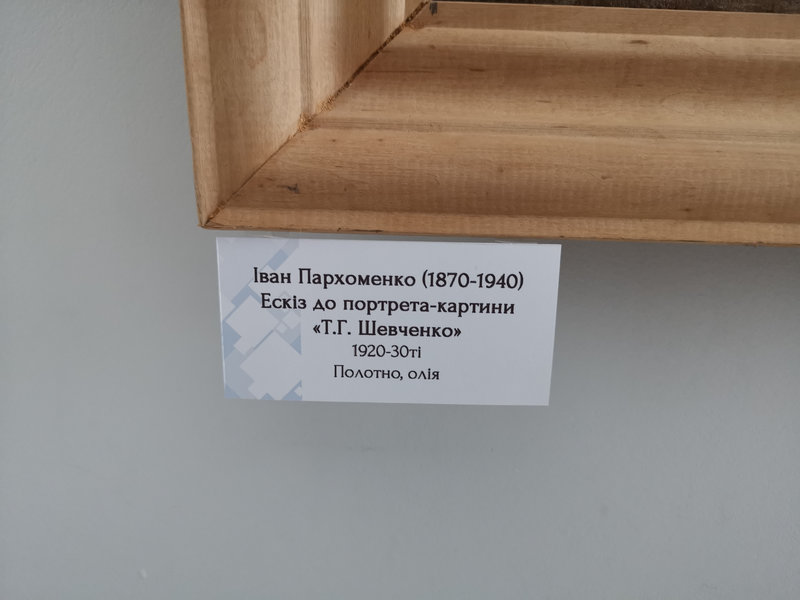 Іван Пархоменко (1870-1940)
Ескіз до портрета-картини
«Т.Г. Шевченко»
1920-30ті
Полотно, олія